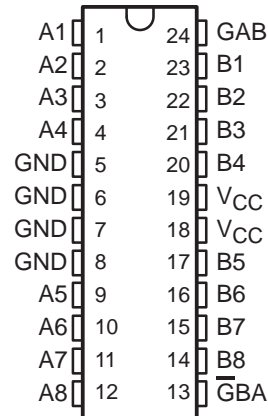 A1 1 24 GAB
A2 2 23 B1
A3 3 22 B2
A4 4 21 B3
GND 5 20 B4
GND 6 19 VCC
GND 7 18 VCC
GND 8 17 B5
A5 9 16 B6
A6 10 15 B7
A7 11 14 B8
A8 12 13 G̅BA